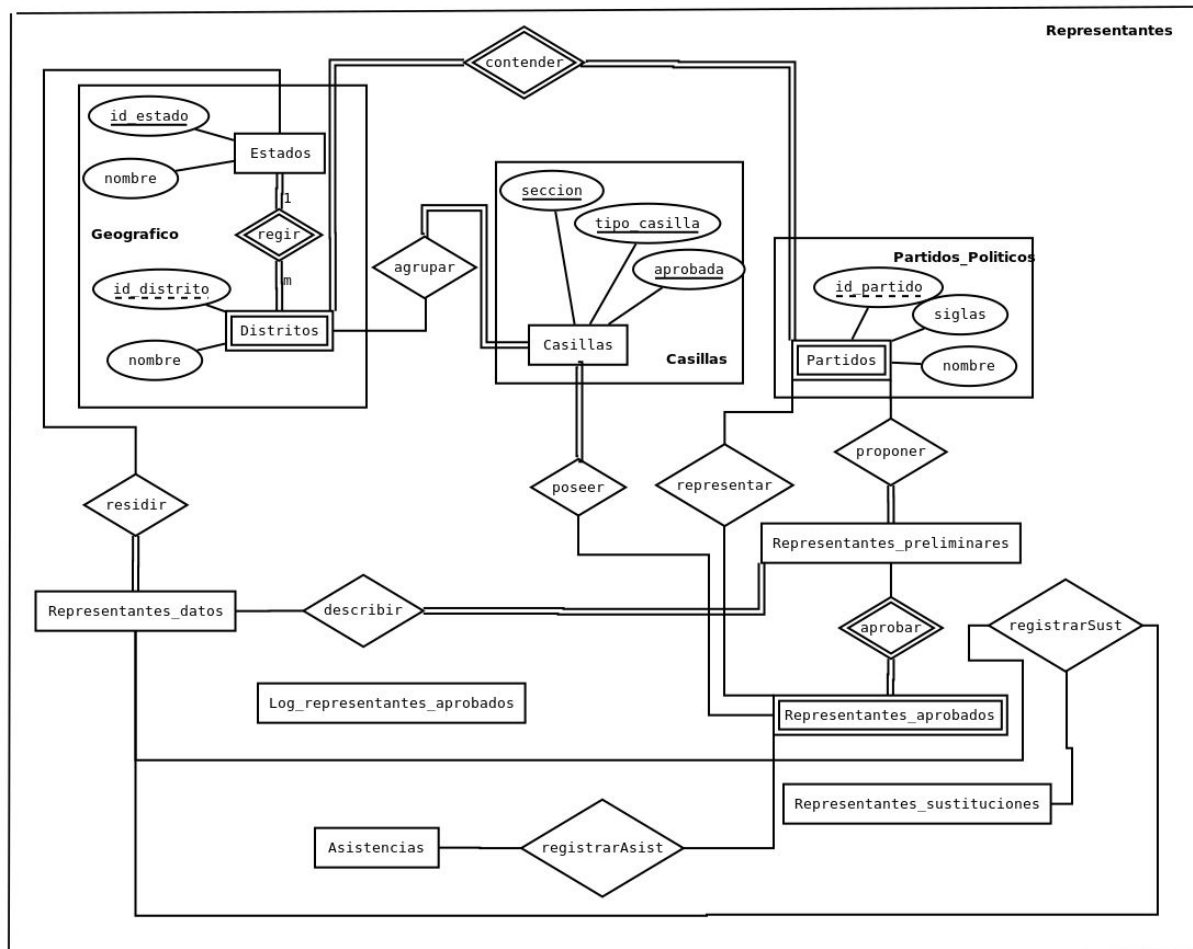 Representantes
contender
id_estado
Estados
nombre
1
Geografico
regir
m
id_distrito
Distritos
nombre
agrupar
seccion
tipo_casilla
aprobada
Casillas
Casillas
Partidos_Politicos
id_partido
siglas
Partidos
nombre
residir
poseer
representar
proponer
Representantes_preliminares
Representantes_datos
describir
aprobar
registrarSust
Log_representantes_aprobados
Representantes_aprobados
Representantes_sustituciones
Asistencias
registrarAsist